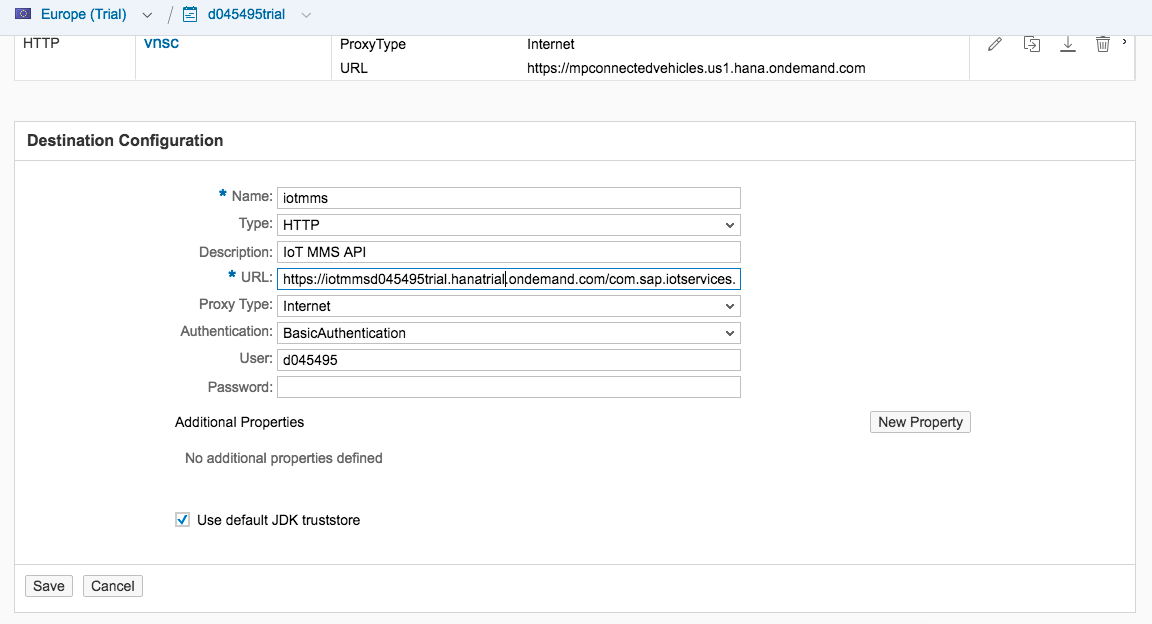 Europe (Trial) d045495trial
HTTP vnsc ProxyType Internet
URL https://mpconnectedvehicles.us1.hana.ondemand.com
Destination Configuration
* Name: iotmms
Type: HTTP
Description: IoT MMS API
* URL: https://iotmmsd045495trial.hanatrial.ondemand.com/com.sap.iotservices.
Proxy Type: Internet
Authentication: BasicAuthentication
User: d045495
Password:
Additional Properties New Property
No additional properties defined
Use default JDK truststore
Save Cancel